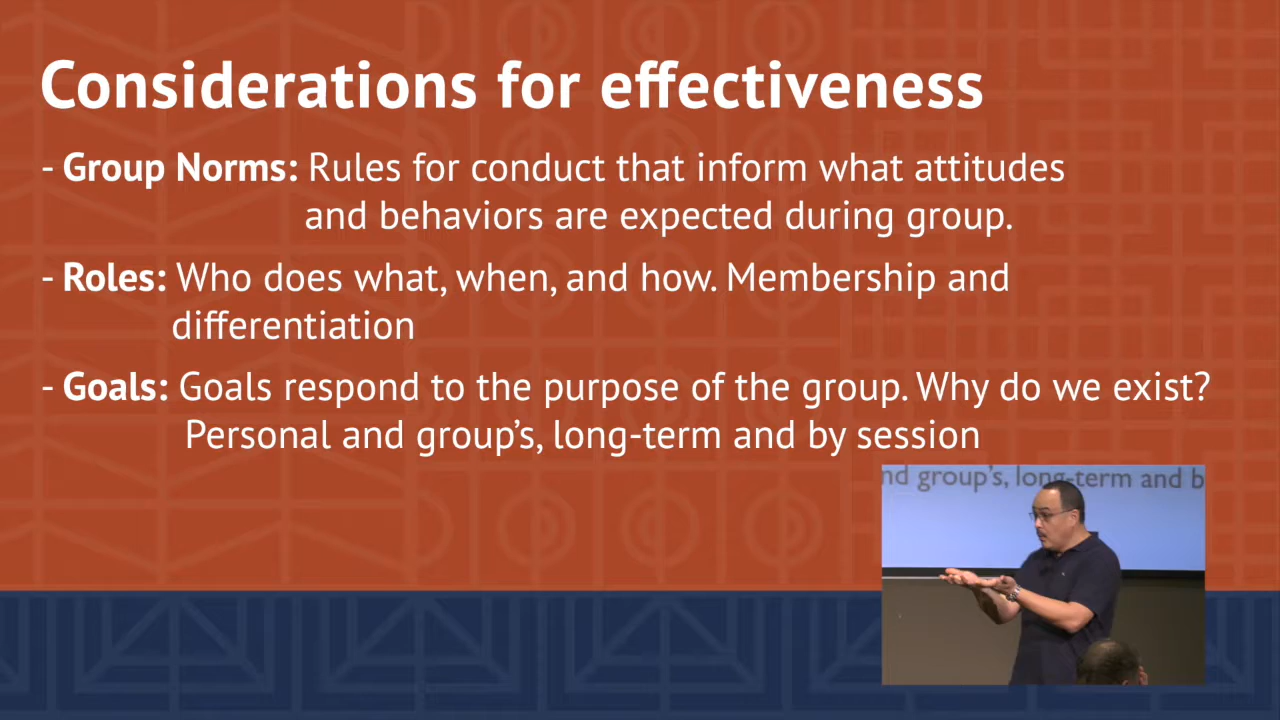 Considerations for effectiveness
- Group Norms: Rules for conduct that inform what attitudes
and behaviors are expected during group.
- Roles: Who does what, when, and how. Membership and
differentiation
- Goals: Goals respond to the purpose of the group. Why do we exist?
Personal and group’s, long-term and by session
nd group's, long-term and b